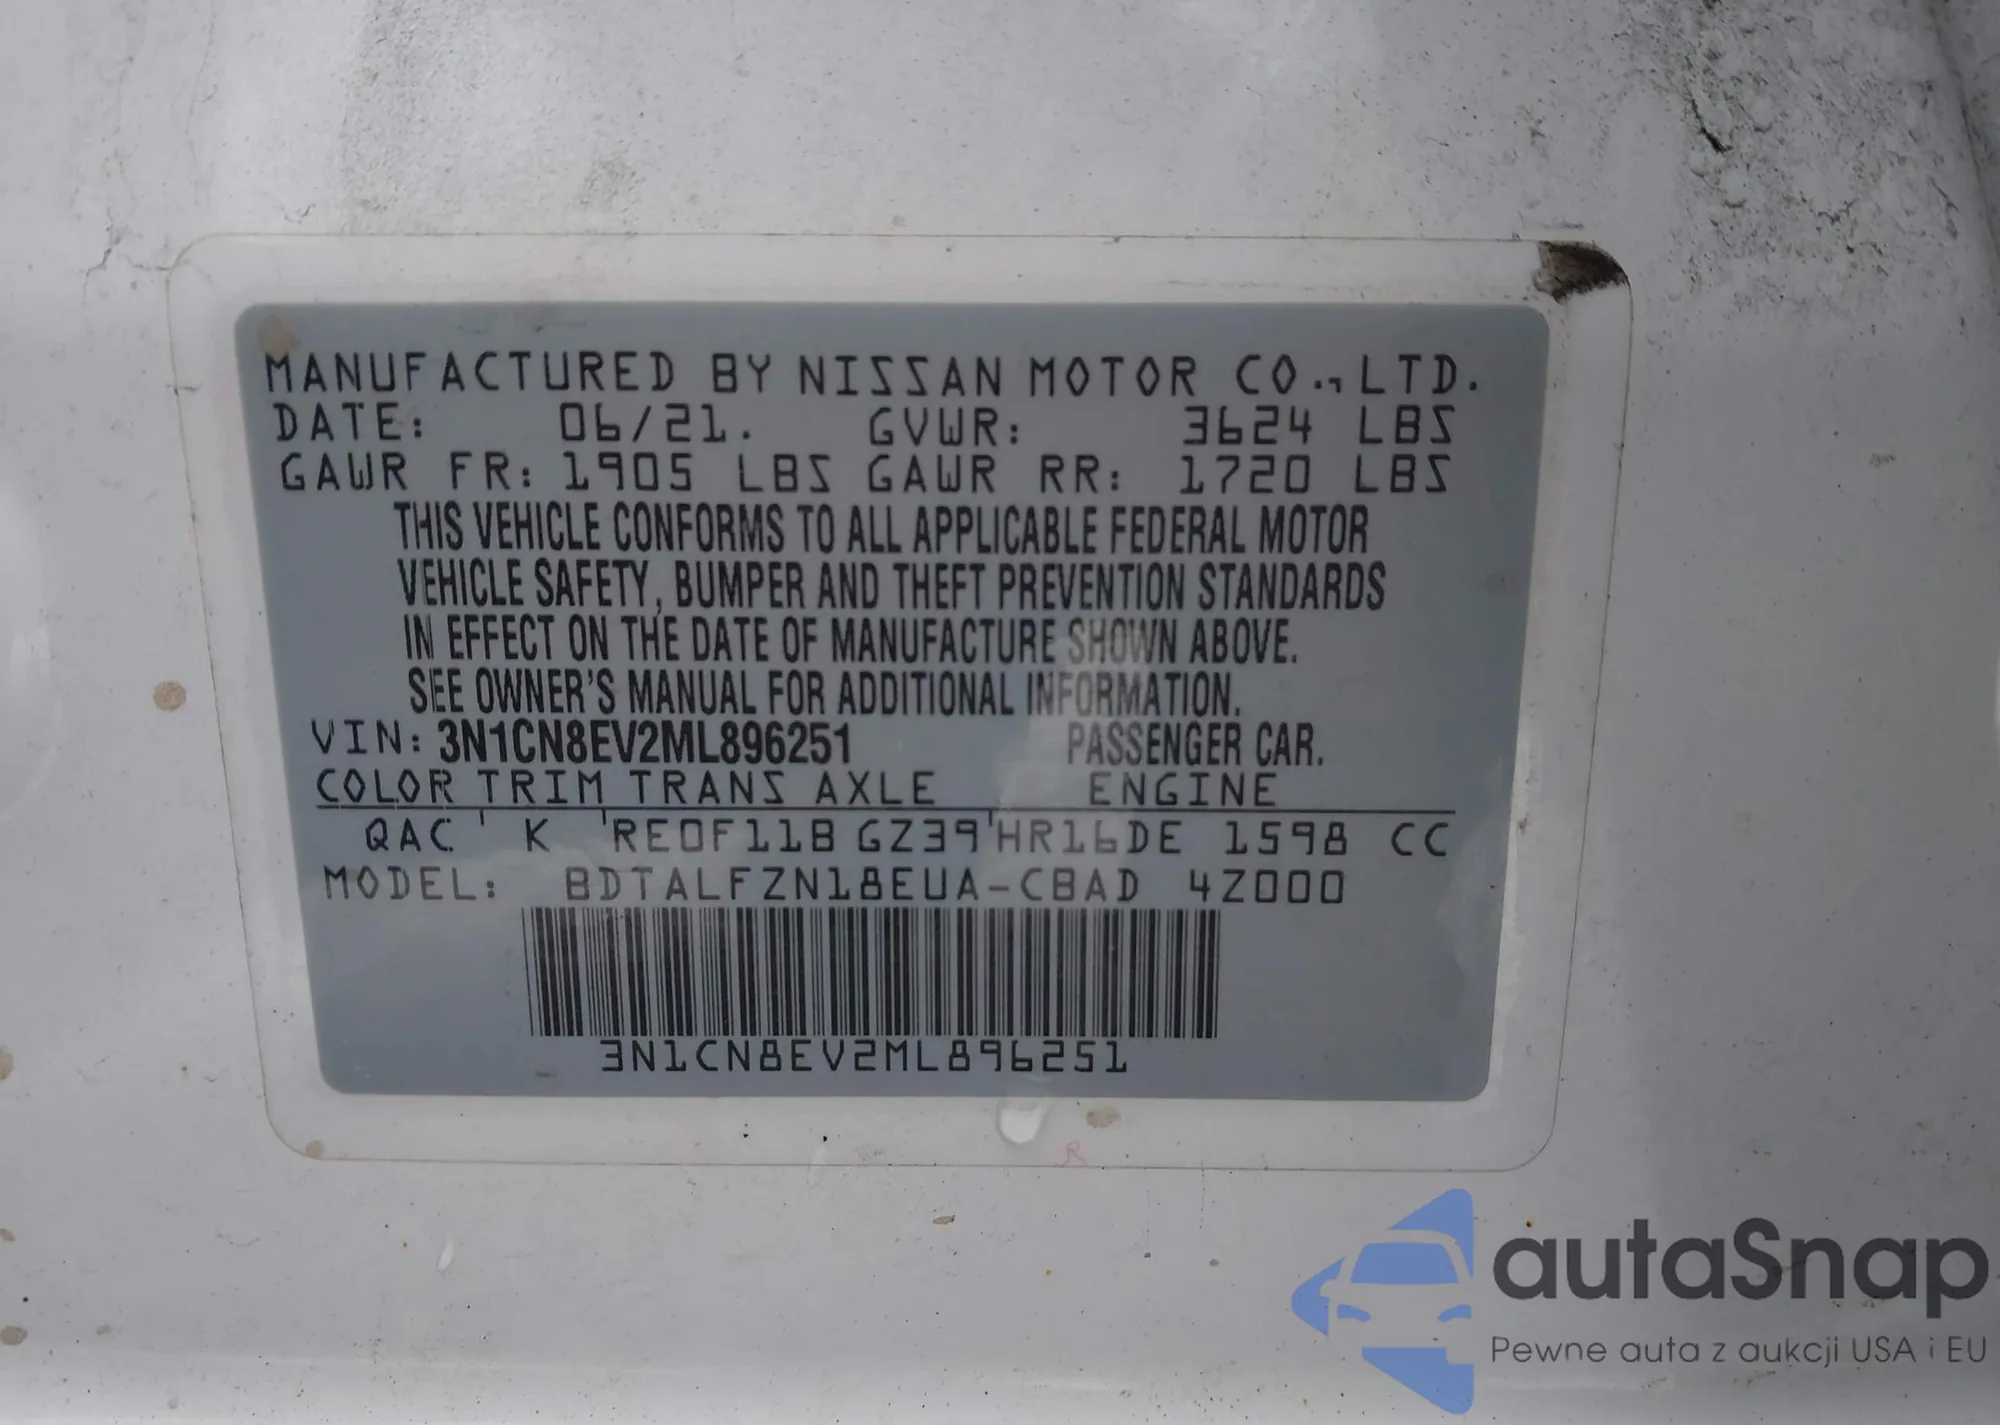 MANUFACTURED BY NISSAN MOTOR CO., LTD.
DATE: 06/21. GVWR: 3624 LBS
GAWR FR: 1905 LBS GAWR RR: 1720 LBS
THIS VEHICLE CONFORMS TO ALL APPLICABLE FEDERAL MOTOR
VEHICLE SAFETY, BUMPER AND THEFT PREVENTION STANDARDS
IN EFFECT ON THE DATE OF MANUFACTURE SHOWN ABOVE.
SEE OWNER'S MANUAL FOR ADDITIONAL INFORMATION.
VIN: 3N1CN8EV2ML896251 PASSENGER CAR.
COLOR TRIM TRANS AXLE ENGINE
QAC K RE0F11B GZ39 HR16DE 1598 CC
MODEL: BDTALFZN18EUA-CBAD 4Z000
3N1CN8EV2ML896251
R
autaSnap
Pewne auta z aukcji USA i EU